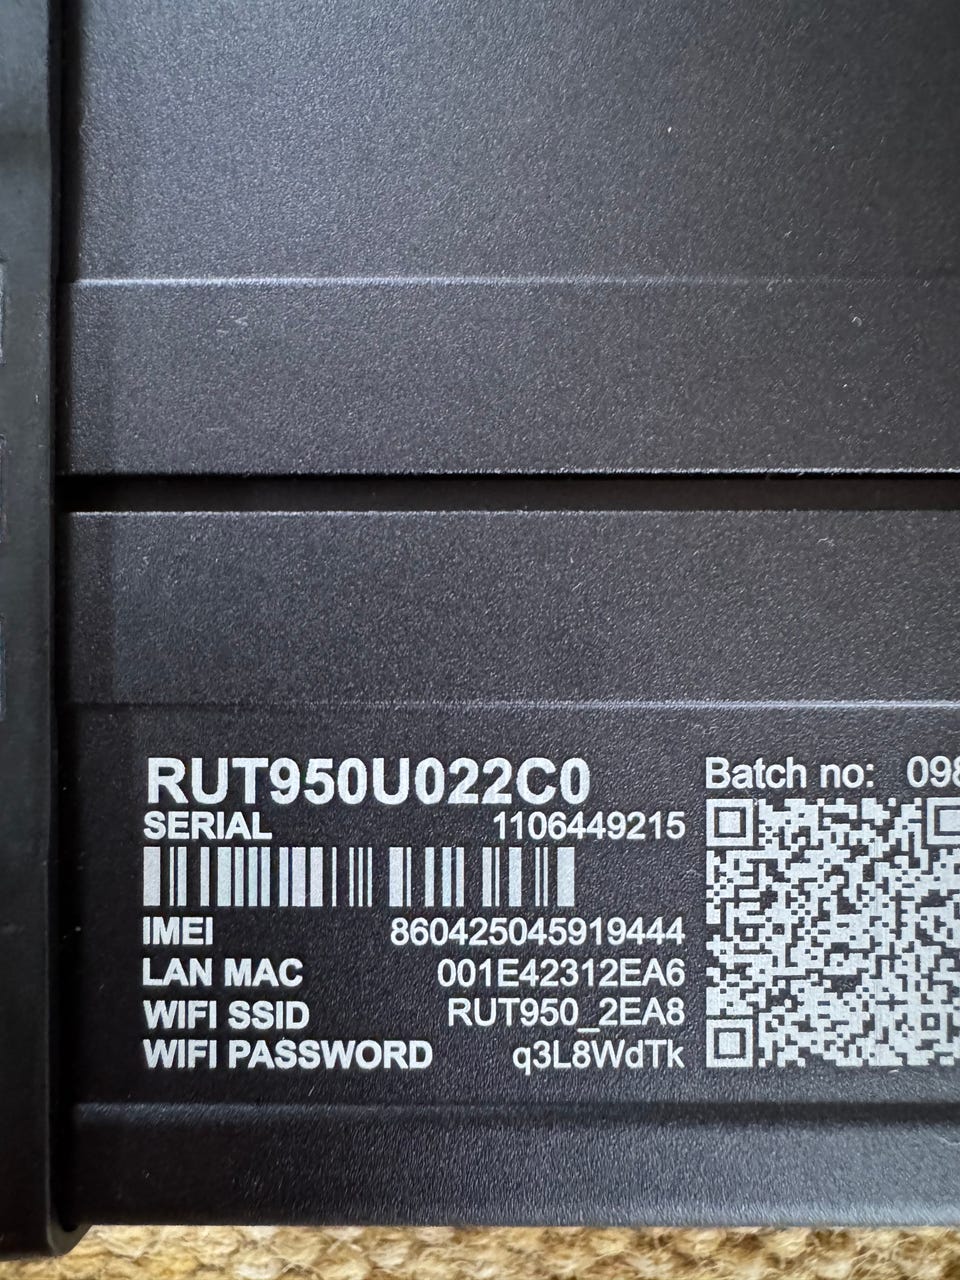 RUT950U022C0
SERIAL 1106449215
IMEI 860425045919444
LAN MAC 001E42312EA6
WIFI SSID RUT950_2EA8
WIFI PASSWORD q3L8WdTk
Batch no: 098